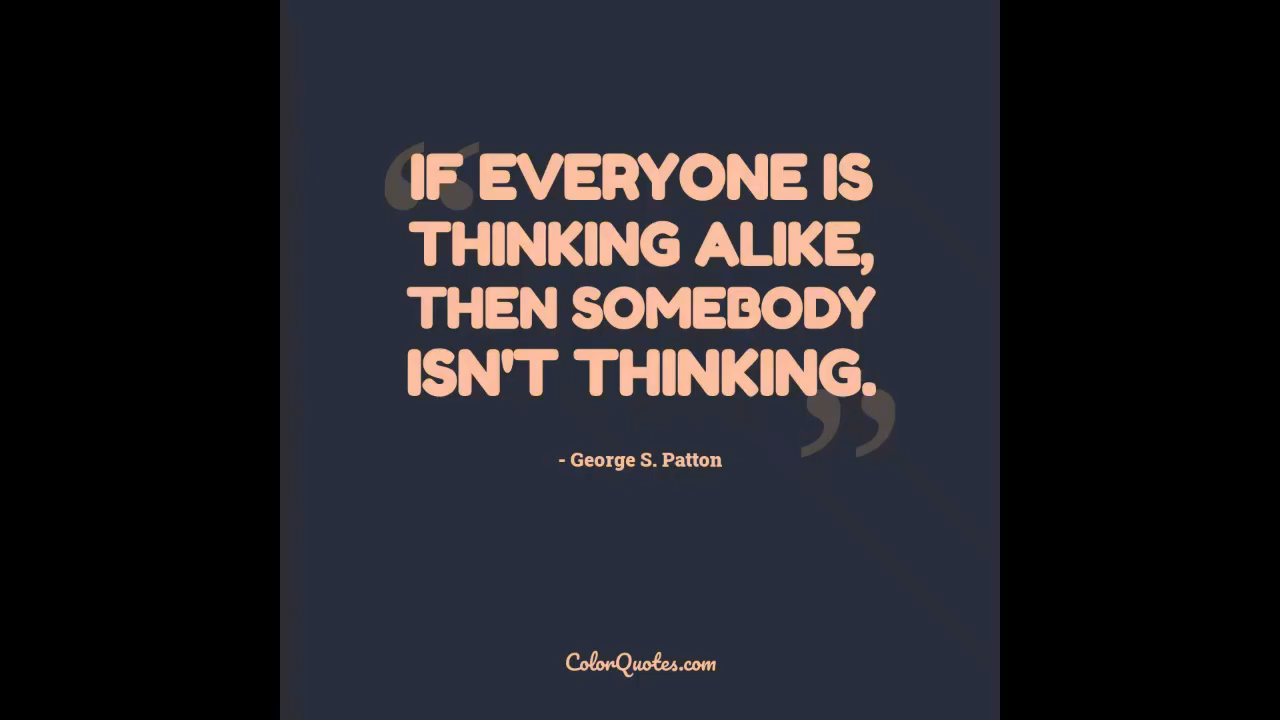 IF EVERYONE IS
THINKING ALIKE,
THEN SOMEBODY
ISN'T THINKING.
- George S. Patton
ColorQuotes.com